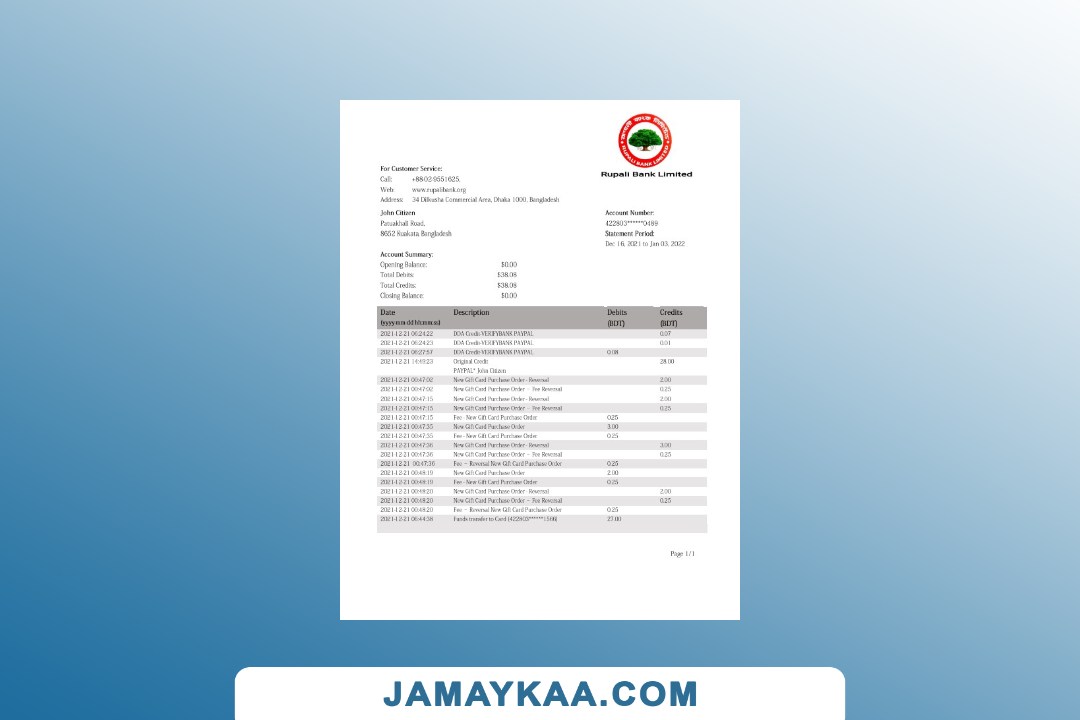 RUPALI BANK LIMITED
Rupali Bank Limited
For Customer Service:
Call: +88-02-9551625,
Web: www.rupalibank.org
Address: 34 Dilkusha Commercial Area, Dhaka 1000, Bangladesh
John Citizen Account Number:
Patuakhali Road, 422803******0469
8652 Kuakata, Bangladesh Statement Period:
Dec 16, 2021 to Jan 03, 2022
Account Summary:
Opening Balance: $0.00
Total Debits: $38.08
Total Credits: $38.08
Closing Balance: $0.00
Date Description Debits Credits
(yyyy-mm-dd hh:mm:ss) (BDT) (BDT)
2021-12-21 06:24:22 DDA Credit-VERIFYBANK PAYPAL 0.07
2021-12-21 06:24:23 DDA Credit-VERIFYBANK PAYPAL 0.01
2021-12-21 06:27:57 DDA Credit-VERIFYBANK PAYPAL 0.08
2021-12-21 14:49:23 Original Credit 28.00
PAYPAL* John Citizen
2021-12-21 00:47:02 New Gift Card Purchase Order - Reversal 2.00
2021-12-21 00:47:02 New Gift Card Purchase Order – Fee Reversal 0.25
2021-12-21 00:47:15 New Gift Card Purchase Order - Reversal 2.00
2021-12-21 00:47:15 New Gift Card Purchase Order – Fee Reversal 0.25
2021-12-21 00:47:15 Fee - New Gift Card Purchase Order 0.25
2021-12-21 00:47:35 New Gift Card Purchase Order 3.00
2021-12-21 00:47:35 Fee - New Gift Card Purchase Order 0.25
2021-12-21 00:47:36 New Gift Card Purchase Order - Reversal 3.00
2021-12-21 00:47:36 New Gift Card Purchase Order – Fee Reversal 0.25
2021-12-21 00:47:36 Fee – Reversal New Gift Card Purchase Order 0.25
2021-12-21 00:48:19 New Gift Card Purchase Order 2.00
2021-12-21 00:48:19 Fee - New Gift Card Purchase Order 0.25
2021-12-21 00:48:20 New Gift Card Purchase Order - Reversal 2.00
2021-12-21 00:48:20 New Gift Card Purchase Order – Fee Reversal 0.25
2021-12-21 00:48:20 Fee – Reversal New Gift Card Purchase Order 0.25
2021-12-21 06:44:38 Funds transfer to Card (422803******1566) 27.00
Page 1/1
JAMAYKAA.COM